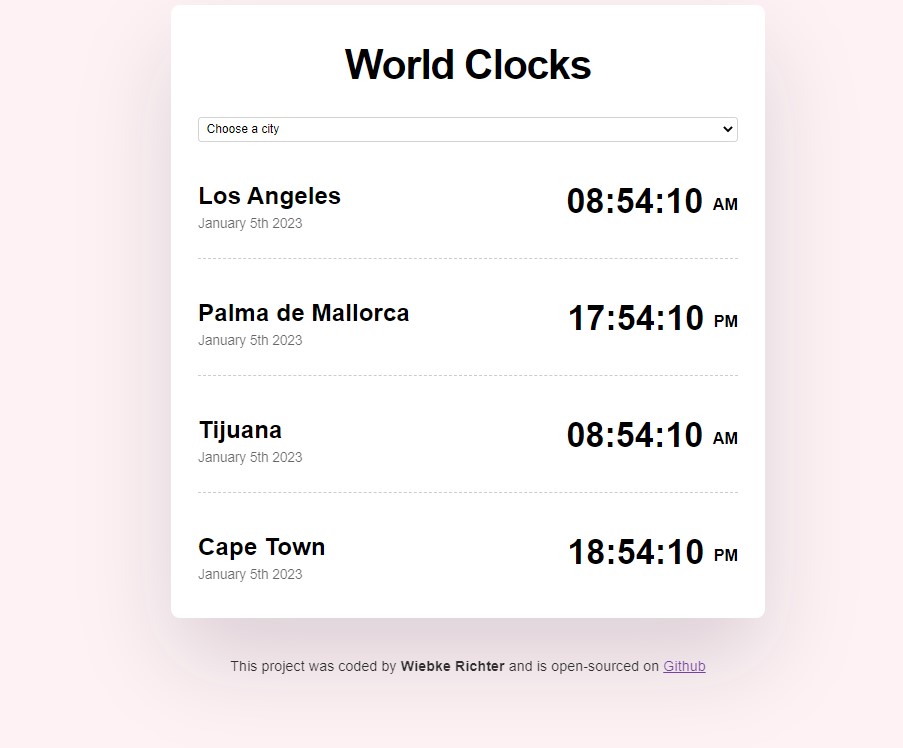 World Clocks
Choose a city
Los Angeles
08:54:10 AM
January 5th 2023
Palma de Mallorca
17:54:10 PM
January 5th 2023
Tijuana
08:54:10 AM
January 5th 2023
Cape Town
18:54:10 PM
January 5th 2023
This project was coded by Wiebke Richter and is open-sourced on Github